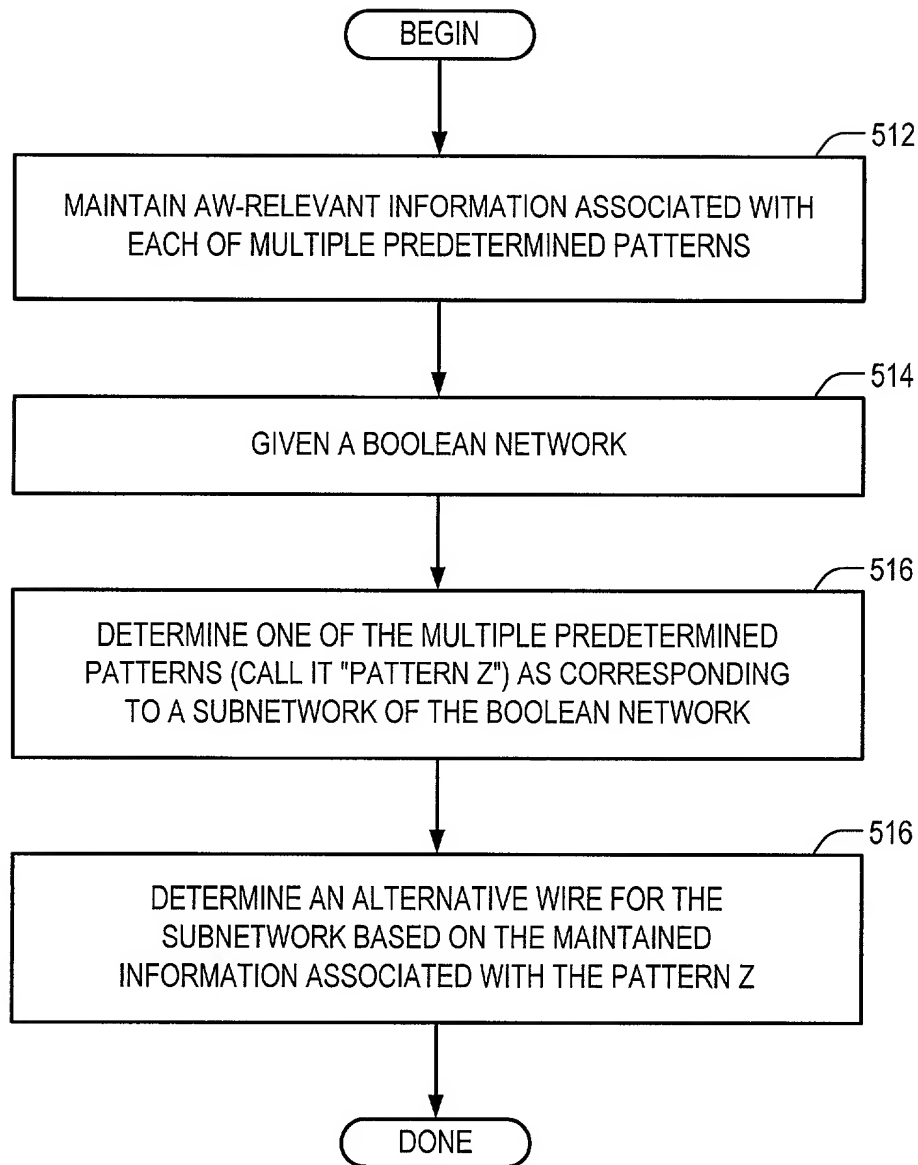 BEGIN
512
MAINTAIN AW-RELEVANT INFORMATION ASSOCIATED WITH
EACH OF MULTIPLE PREDETERMINED PATTERNS
514
GIVEN A BOOLEAN NETWORK
516
DETERMINE ONE OF THE MULTIPLE PREDETERMINED
PATTERNS (CALL IT "PATTERN Z") AS CORRESPONDING
TO A SUBNETWORK OF THE BOOLEAN NETWORK
516
DETERMINE AN ALTERNATIVE WIRE FOR THE
SUBNETWORK BASED ON THE MAINTAINED
INFORMATION ASSOCIATED WITH THE PATTERN Z
DONE